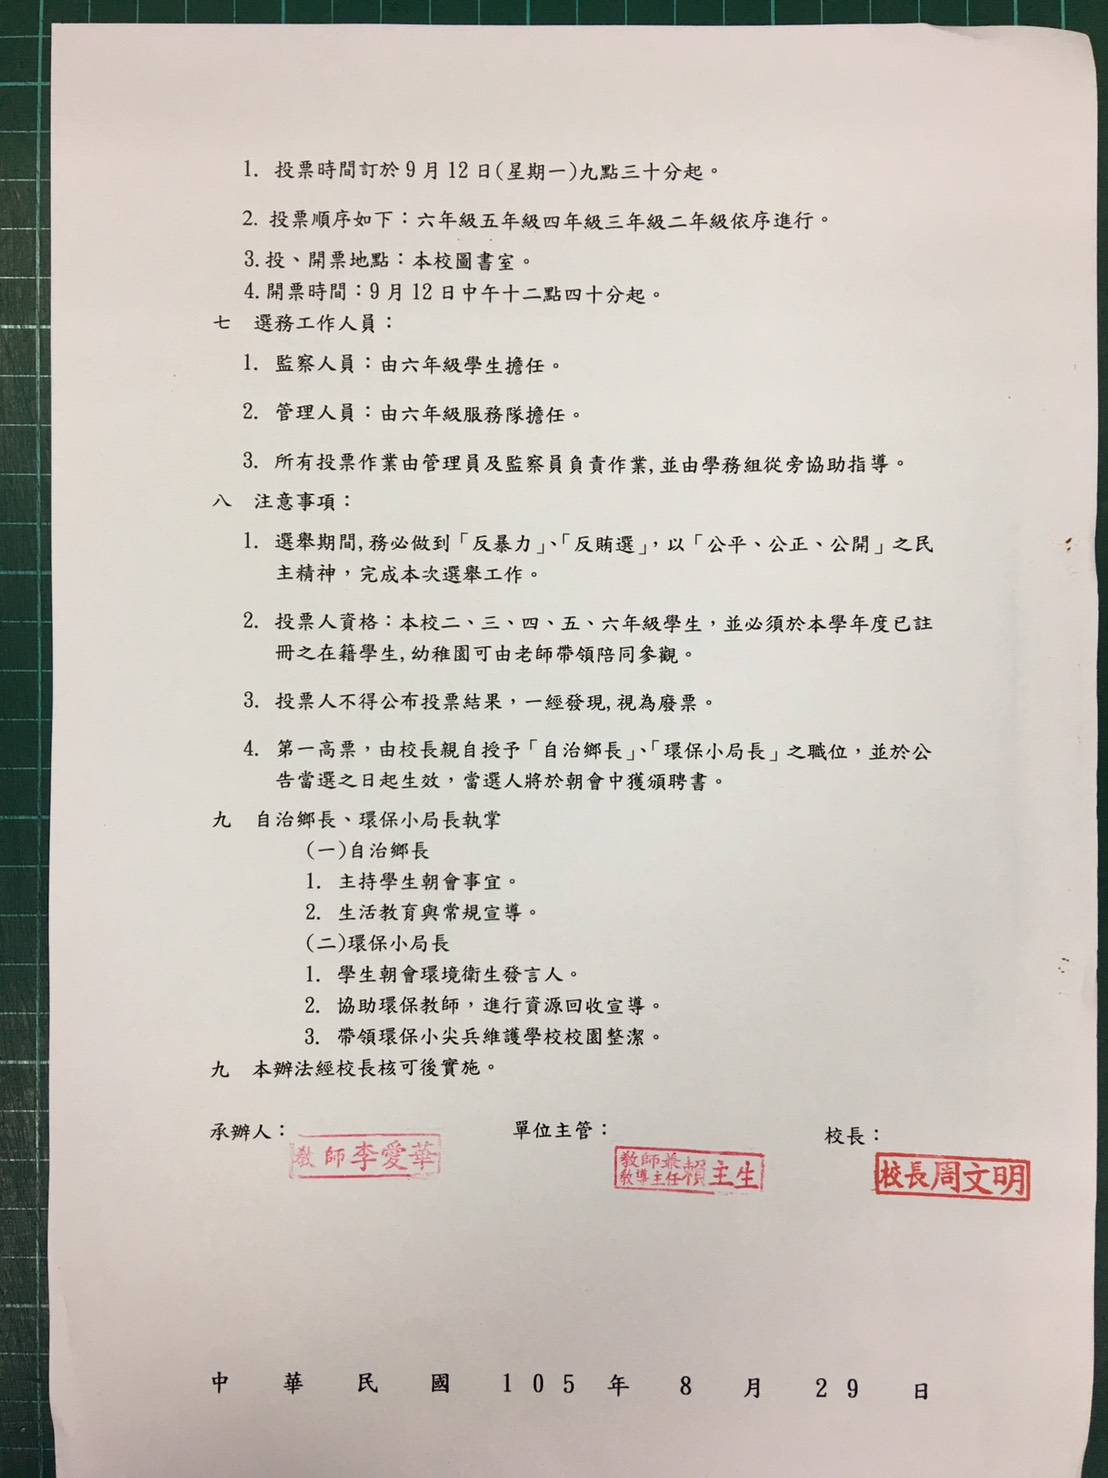 1. 投票時間訂於9月12日(星期一)九點三十分起。
2. 投票順序如下：六年級五年級四年級三年級二年級依序進行。
3.投、開票地點：本校圖書室。
4.開票時間：9月12日中午十二點四十分起。
七 選務工作人員：
1. 監察人員：由六年級學生擔任。
2. 管理人員：由六年級服務隊擔任。
3. 所有投票作業由管理員及監察員負責作業,並由學務組從旁協助指導。
八 注意事項：
1. 選舉期間,務必做到「反暴力」、「反賄選」，以「公平、公正、公開」之民
主精神，完成本次選舉工作。
2. 投票人資格：本校二、三、四、五、六年級學生，並必須於本學年度已註
冊之在籍學生,幼稚園可由老師帶領陪同參觀。
3. 投票人不得公布投票結果，一經發現,視為廢票。
4. 第一高票，由校長親自授予「自治鄉長」、「環保小局長」之職位，並於公
告當選之日起生效，當選人將於朝會中獲頒聘書。
九 自治鄉長、環保小局長執掌
(一)自治鄉長
1. 主持學生朝會事宜。
2. 生活教育與常規宣導。
(二)環保小局長
1. 學生朝會環境衛生發言人。
2. 協助環保教師，進行資源回收宣導。
3. 帶領環保小尖兵維護學校校園整潔。
九 本辦法經校長核可後實施。
承辦人： 單位主管： 校長：
教師李愛華 教師兼教導主任賴主生 校長周文明
中華民國105年8月29日